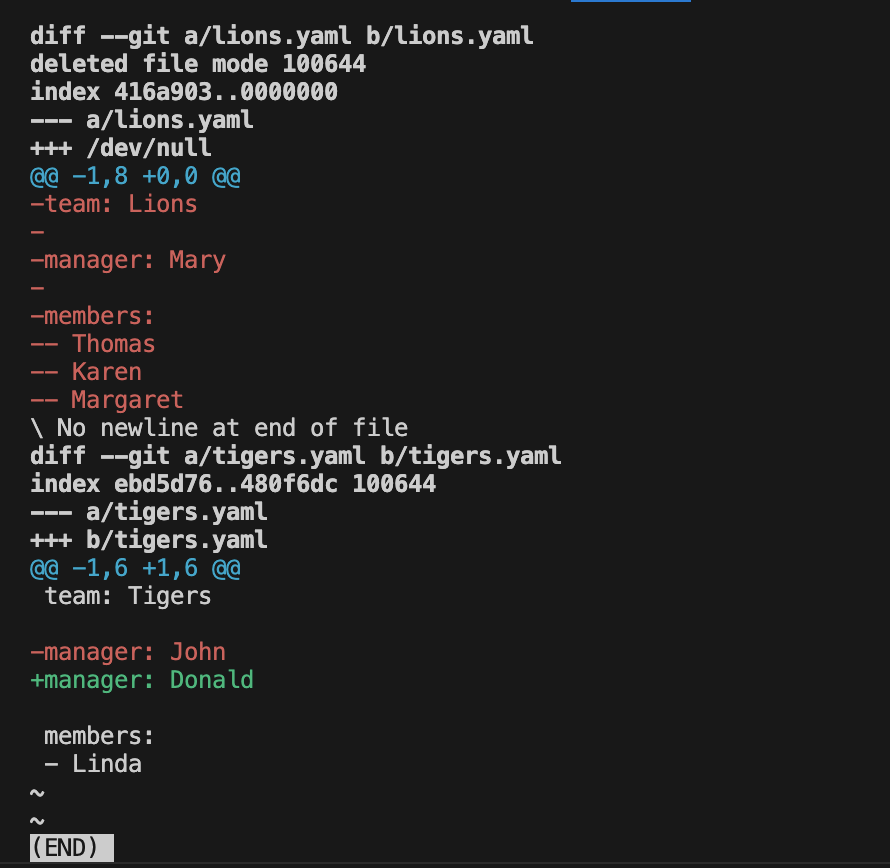 diff --git a/lions.yaml b/lions.yaml
deleted file mode 100644
index 416a903..0000000
--- a/lions.yaml
+++ /dev/null
@@ -1,8 +0,0 @@
-team: Lions
-
-manager: Mary
-
-members:
-- Thomas
-- Karen
-- Margaret
\ No newline at end of file
diff --git a/tigers.yaml b/tigers.yaml
index ebd5d76..480f6dc 100644
--- a/tigers.yaml
+++ b/tigers.yaml
@@ -1,6 +1,6 @@
 team: Tigers

-manager: John
+manager: Donald

 members:
 - Linda
~
~
(END)